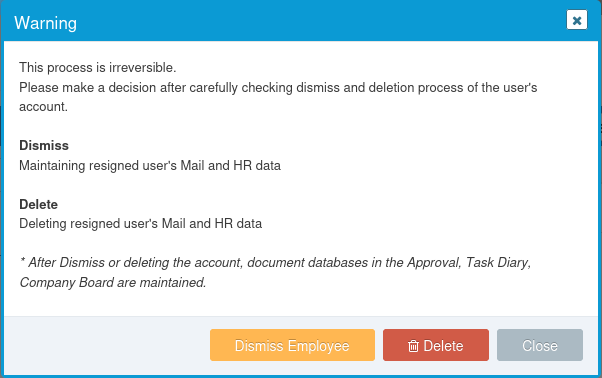 Warning
This process is irreversible.
Please make a decision after carefully checking dismiss and deletion process of the user's
account.
Dismiss
Maintaining resigned user's Mail and HR data
Delete
Deleting resigned user's Mail and HR data
* After Dismiss or deleting the account, document databases in the Approval, Task Diary,
Company Board are maintained.
Dismiss Employee Delete Close